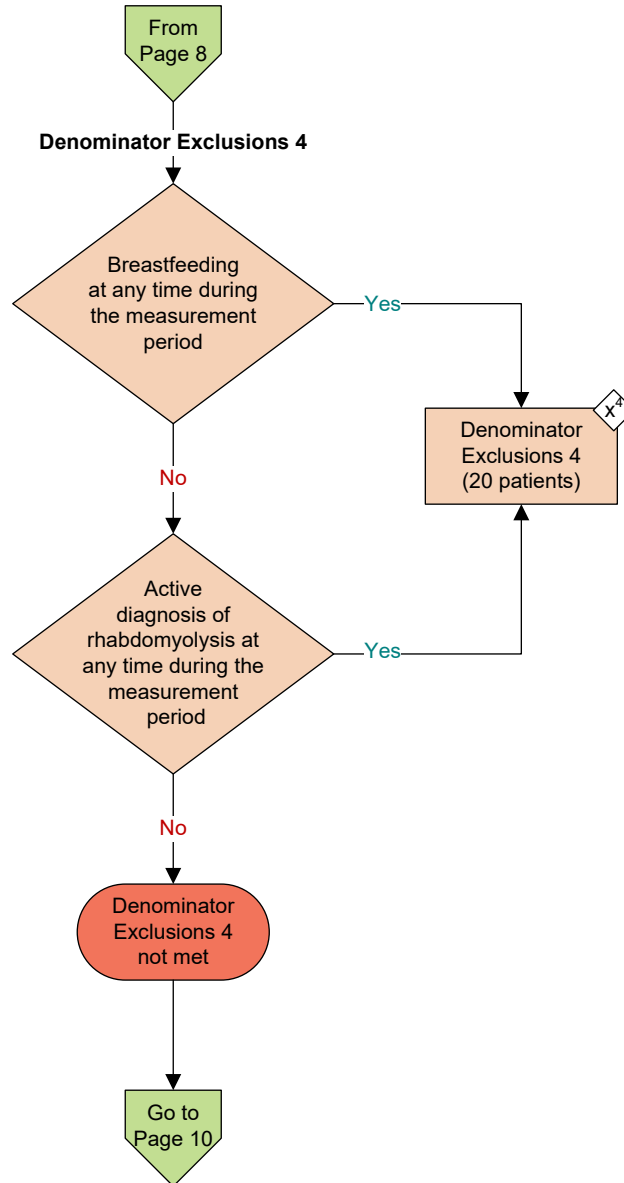 From
Page 8
Denominator Exclusions 4
Breastfeeding
at any time during
the measurement
period
Yes
x⁴
Denominator
Exclusions 4
(20 patients)
No
Active
diagnosis of
rhabdomyolysis at
any time during the
measurement
period
Yes
No
Denominator
Exclusions 4
not met
Go to
Page 10